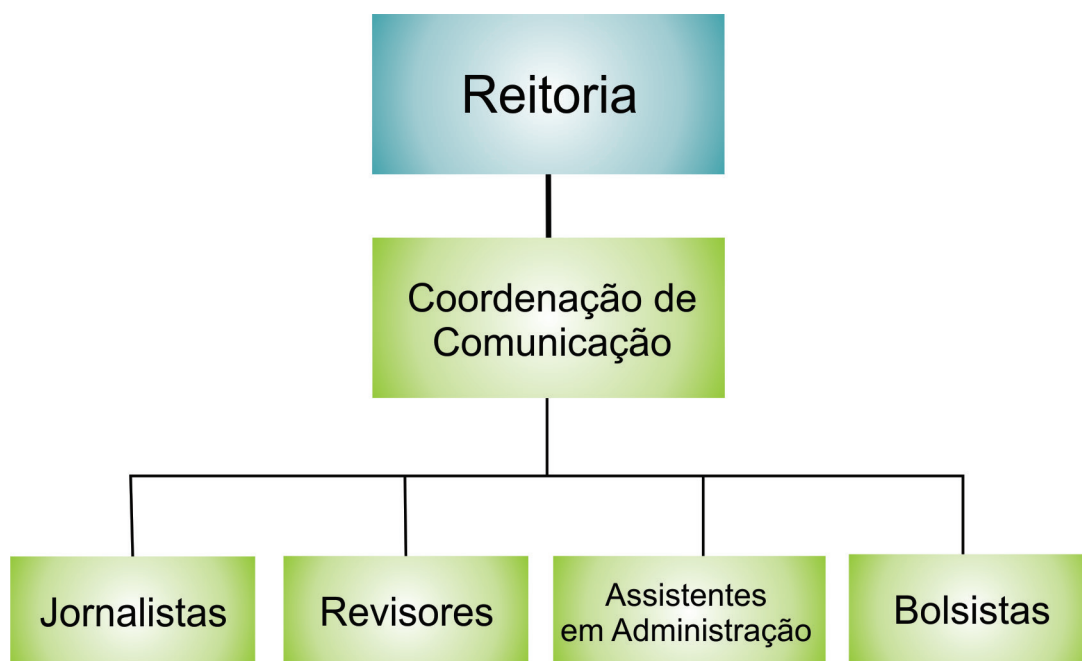 Reitoria
Coordenação de
Comunicação
Jornalistas
Revisores
Assistentes
em Administração
Bolsistas